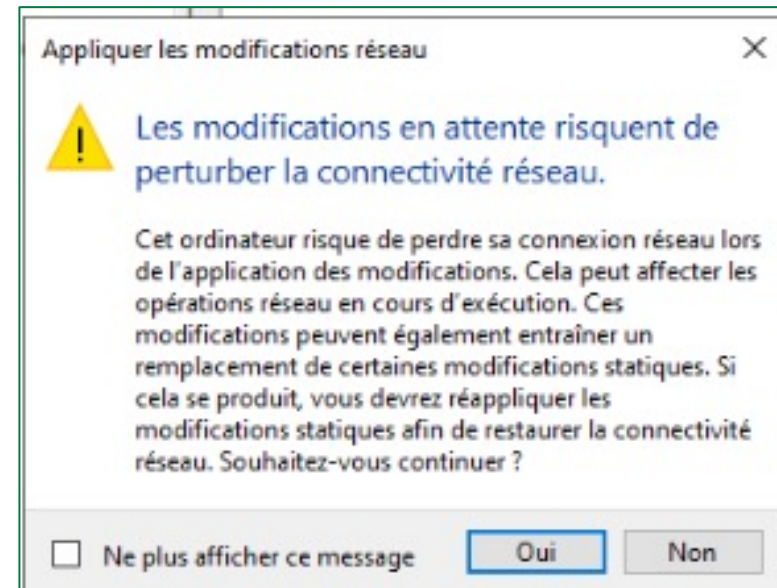 Appliquer les modifications réseau
Les modifications en attente risquent de
perturber la connectivité réseau.
Cet ordinateur risque de perdre sa connexion réseau lors
de l'application des modifications. Cela peut affecter les
opérations réseau en cours d'exécution. Ces
modifications peuvent également entraîner un
remplacement de certaines modifications statiques. Si
cela se produit, vous devrez réappliquer les
modifications statiques afin de restaurer la connectivité
réseau. Souhaitez-vous continuer ?
Ne plus afficher ce message
Oui
Non